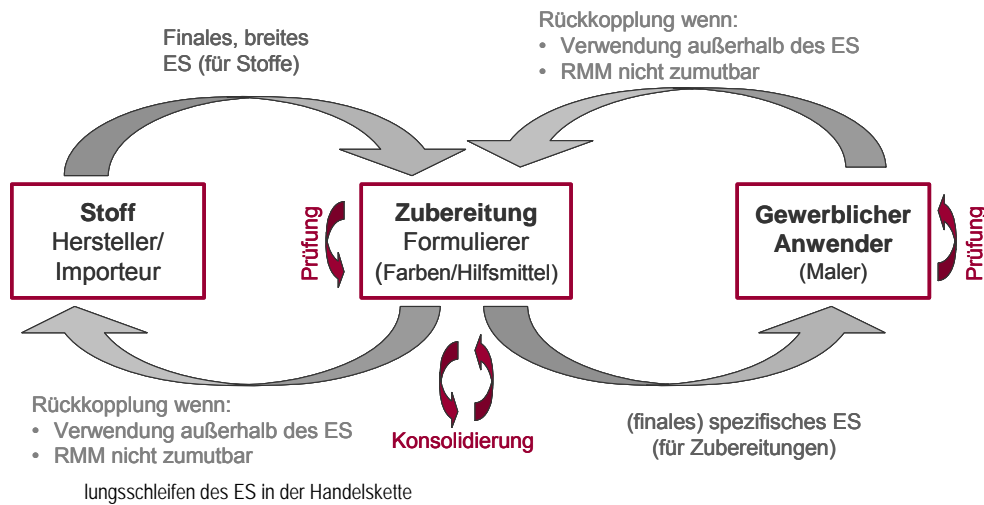 Finales, breites
ES (für Stoffe)
Rückkopplung wenn:
• Verwendung außerhalb des ES
• RMM nicht zumutbar
Stoff
Hersteller/
Importeur
Prüfung
Zubereitung
Formulierer
(Farben/Hilfsmittel)
Gewerblicher
Anwender
(Maler)
Prüfung
Rückkopplung wenn:
• Verwendung außerhalb des ES
• RMM nicht zumutbar
Konsolidierung
(finales) spezifisches ES
(für Zubereitungen)
lungsschleifen des ES in der Handelskette